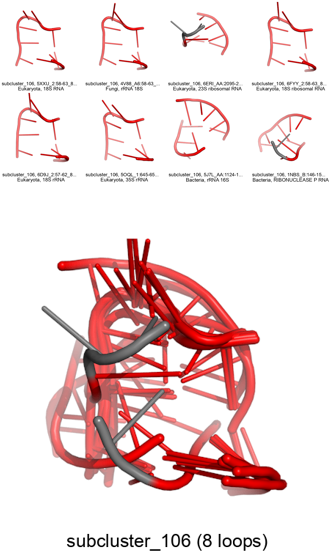 subcluster_106, 5XXU_2:58-63_8...
Eukaryota, 18S RNA
subcluster_106, 4V88_A6:58-63_...
Fungi, rRNA 18S
subcluster_106, 6ERI_AA:2095-2...
Eukaryota, 23S ribosomal RNA
subcluster_106, 6FYY_2:58-63_8...
Eukaryota, 18S ribosomal RNA
subcluster_106, 6D9J_2:57-62_8...
Eukaryota, 18S rRNA
subcluster_106, 5OQL_1:645-65...
Eukaryota, 35S rRNA
subcluster_106, 5J7L_AA:1124-1...
Bacteria, rRNA 16S
subcluster_106, 1NBS_B:146-15...
Bacteria, RIBONUCLEASE P RNA
subcluster_106 (8 loops)